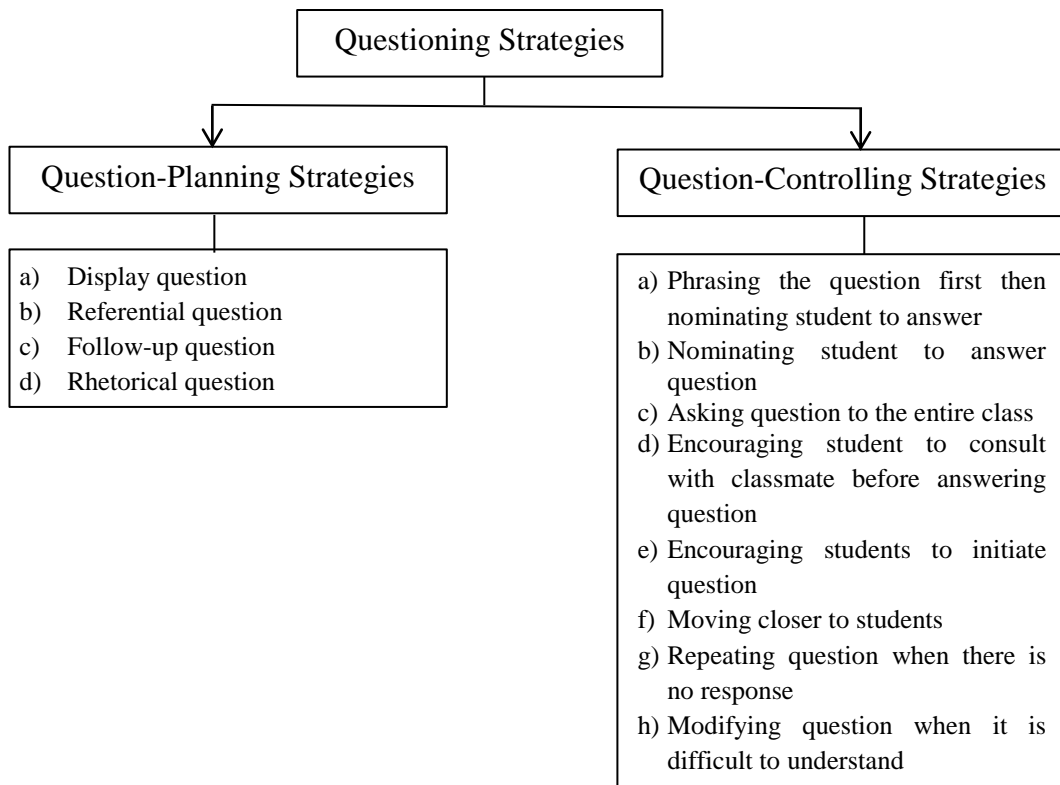 Questioning Strategies
Question-Planning Strategies
Question-Controlling Strategies
a) Display question
b) Referential question
c) Follow-up question
d) Rhetorical question
a) Phrasing the question first then
nominating student to answer
b) Nominating student to answer
question
c) Asking question to the entire class
d) Encouraging student to consult
with classmate before answering
question
e) Encouraging students to initiate
question
f) Moving closer to students
g) Repeating question when there is
no response
h) Modifying question when it is
difficult to understand